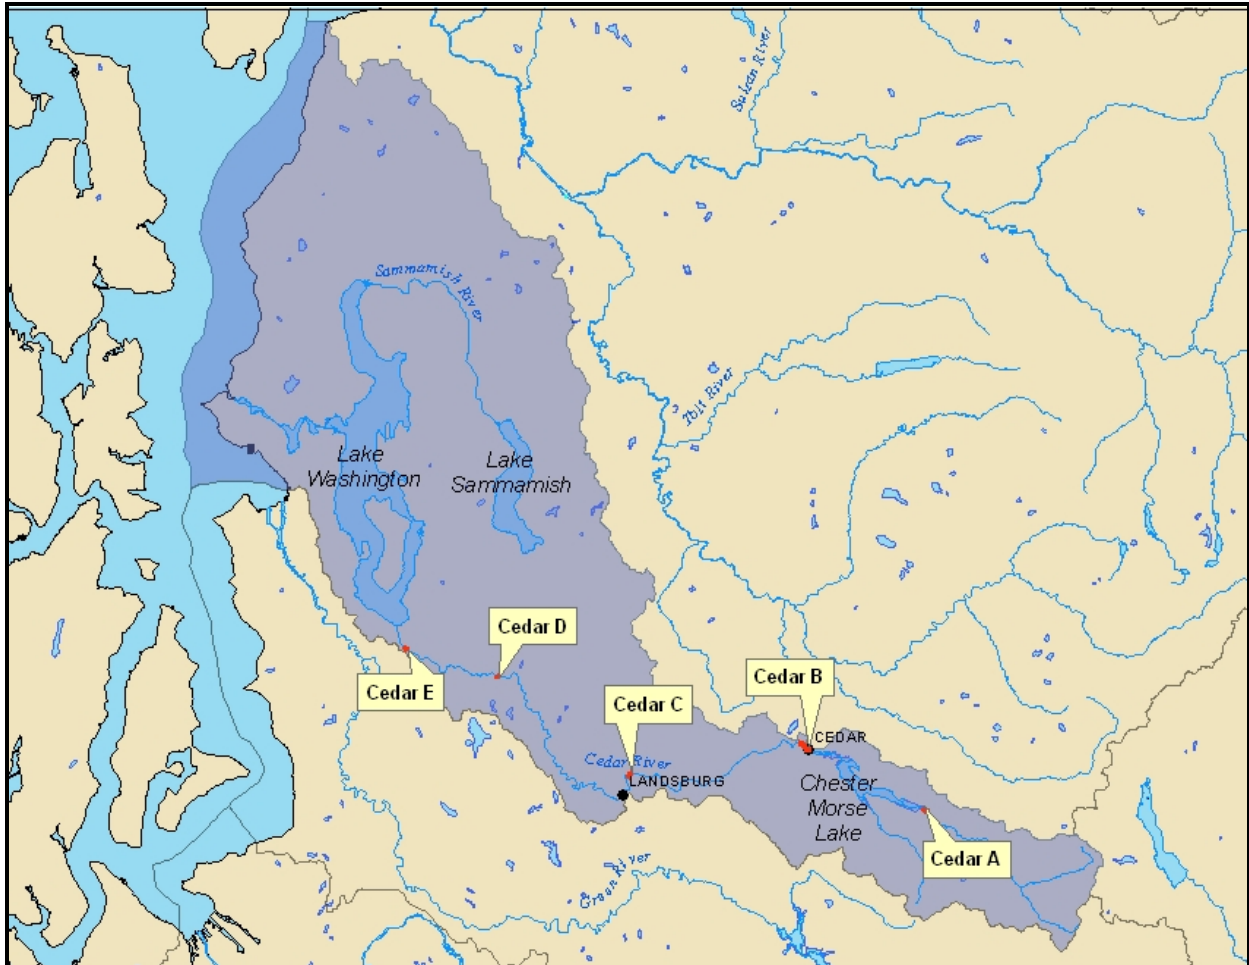 Sultan River
Sammamish River
Tolt River
Lake
Washington
Lake
Sammamish
Cedar D
Cedar E
Cedar C
Cedar B
CEDAR
Cedar River
LANDSBURG
Chester
Morse
Lake
Cedar A
Green River